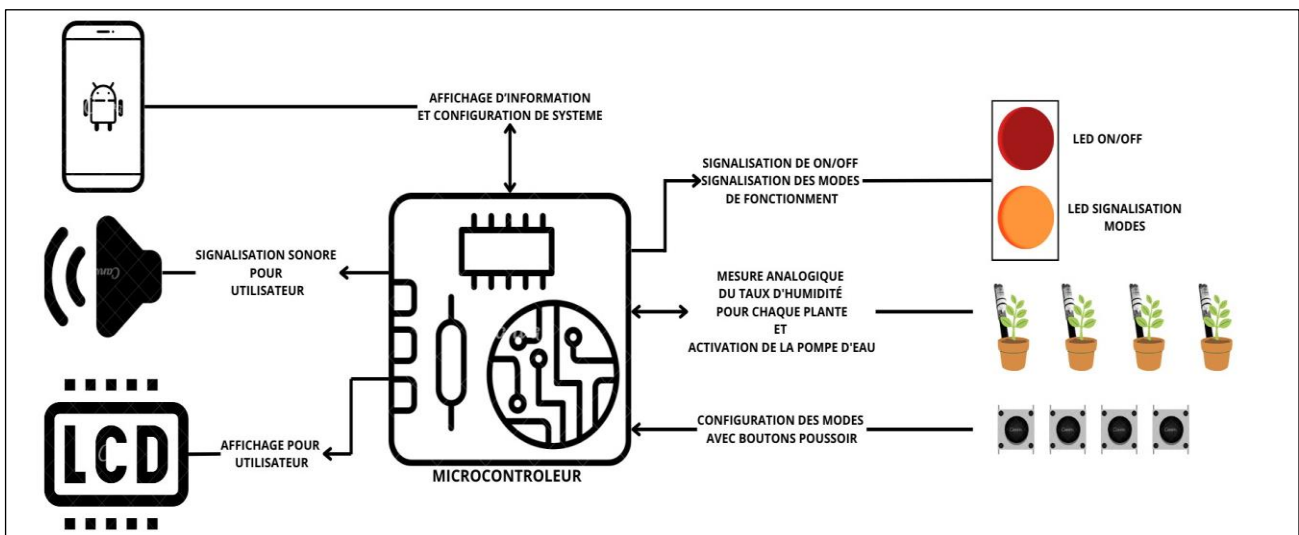 AFFICHAGE D'INFORMATION
ET CONFIGURATION DE SYSTEME
SIGNALISATION DE ON/OFF
SIGNALISATION DES MODES
DE FONCTIONMENT
LED ON/OFF
LED SIGNALISATION
MODES
SIGNALISATION SONORE
POUR
UTILISATEUR
MESURE ANALOGIQUE
DU TAUX D'HUMIDITÉ
POUR CHAQUE PLANTE
ET
ACTIVATION DE LA POMPE D'EAU
LCD
AFFICHAGE POUR
UTILISATEUR
CONFIGURATION DES MODES
AVEC BOUTONS POUSSOIR
MICROCONTROLEUR